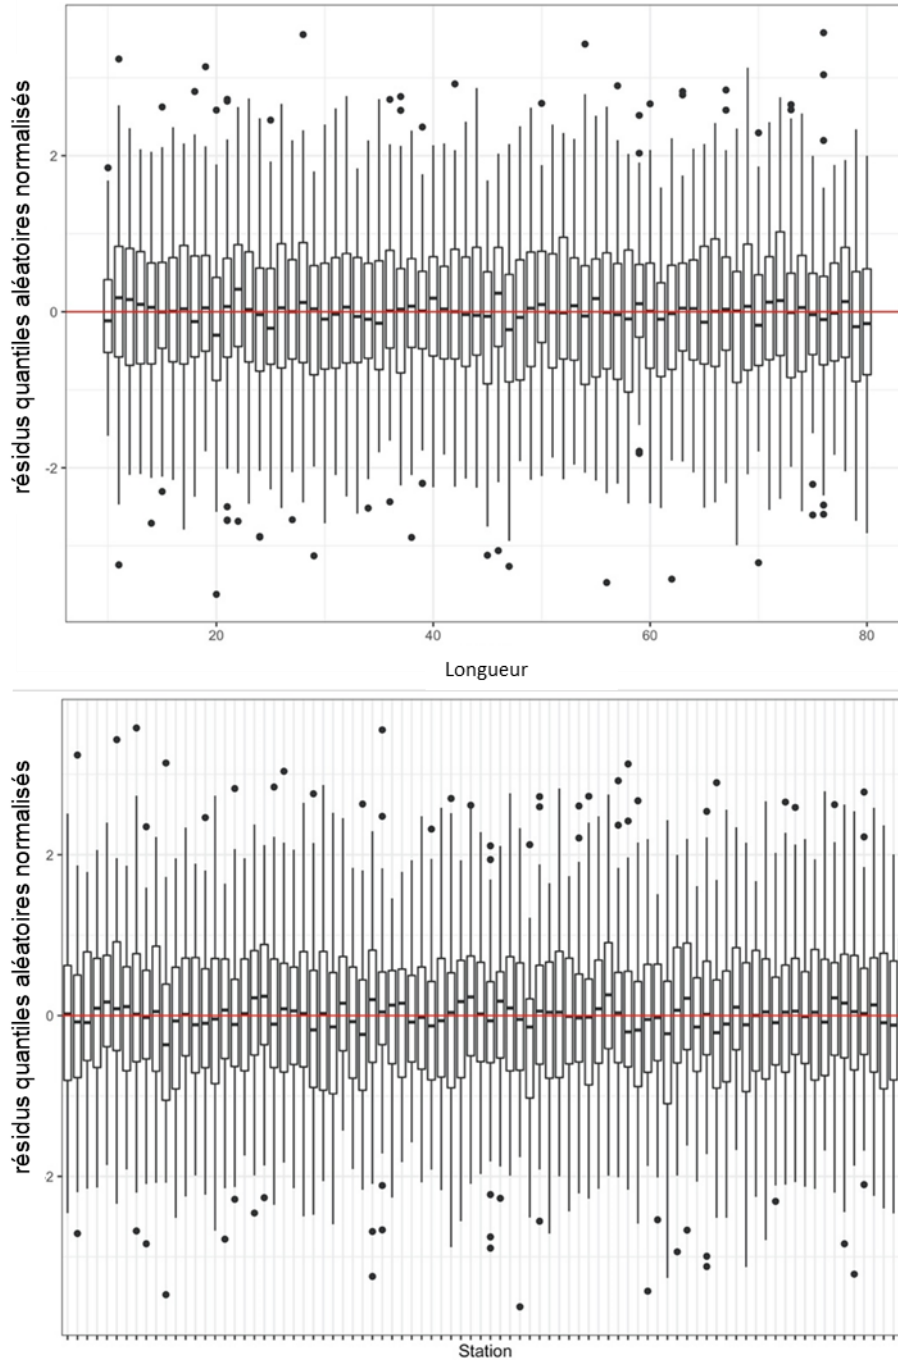 résidus quantiles aléatoires normalisés
2
0
-2
20
40
60
80
Longueur
résidus quantiles aléatoires normalisés
2
0
-2
Station